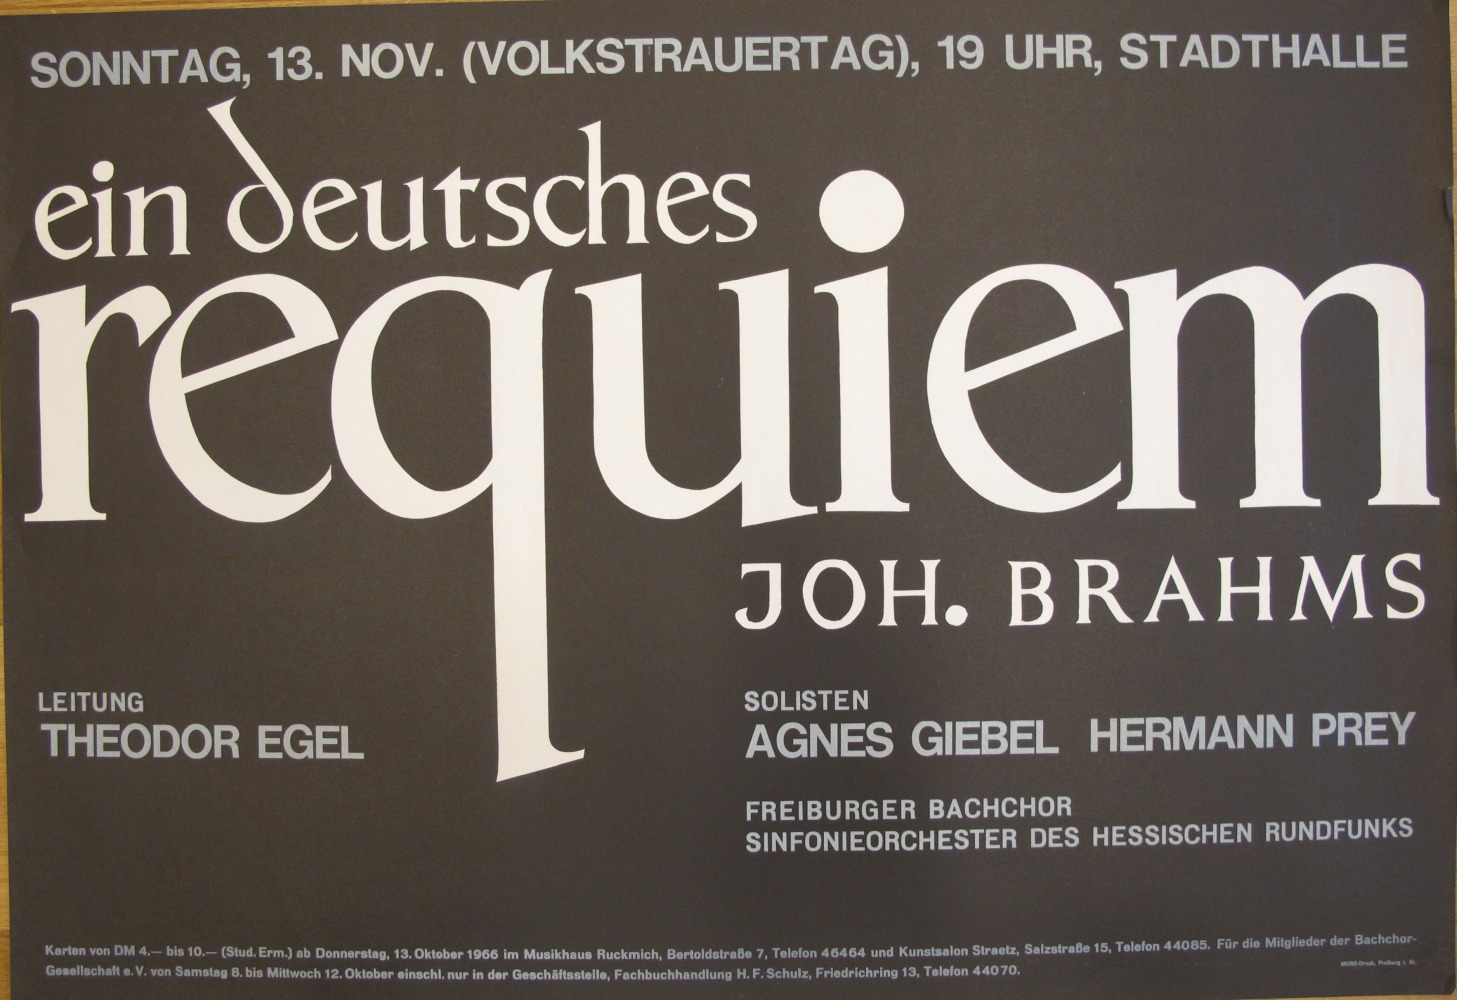 SONNTAG, 13. NOV. (VOLKSTRAUERTAG), 19 UHR, STADTHALLE
ein deutsches
requiem
JOH. BRAHMS
LEITUNG
THEODOR EGEL
SOLISTEN
AGNES GIEBEL HERMANN PREY
FREIBURGER BACHCHOR
SINFONIEORCHESTER DES HESSISCHEN RUNDFUNKS
Karten von DM 4.— bis 10.— (Stud. Erm.) ab Donnerstag, 13. Oktober 1966 im Musikhaus Ruckmich, Bertoldstraße 7, Telefon 46464 und Kunstsalon Straetz, Salzstraße 15, Telefon 44085. Für die Mitglieder der Bachchor-
Gesellschaft e. V. von Samstag 8. bis Mittwoch 12. Oktober einschl. nur in der Geschäftsstelle, Fachbuchhandlung H. F. Schulz, Friedrichring 13, Telefon 44070.
Druck, Freiburg i. Br.